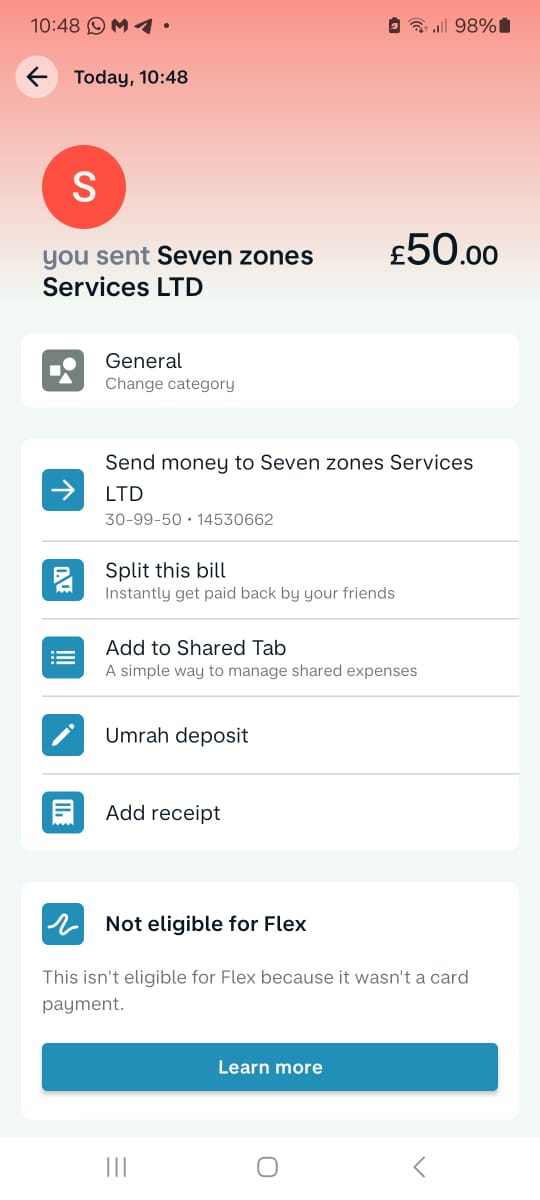 10:48 98%
Today, 10:48
S
you sent Seven zones
Services LTD
£50.00
General
Change category
Send money to Seven zones Services
LTD
30-99-50 • 14530662
Split this bill
Instantly get paid back by your friends
Add to Shared Tab
A simple way to manage shared expenses
Umrah deposit
Add receipt
Not eligible for Flex
This isn't eligible for Flex because it wasn't a card
payment.
Learn more